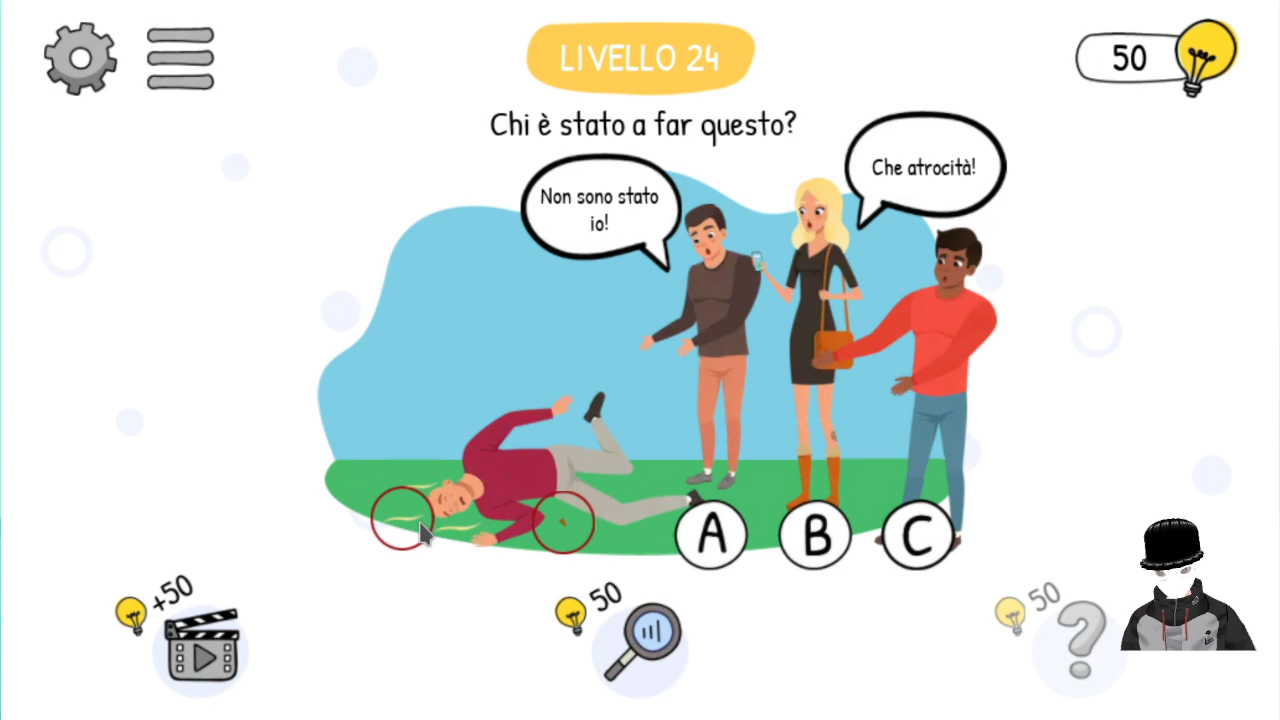 LIVELLO 24
50
Chi è stato a far questo?
Che atrocità!
Non sono stato
io!
A
B
C
+50
50
50
?